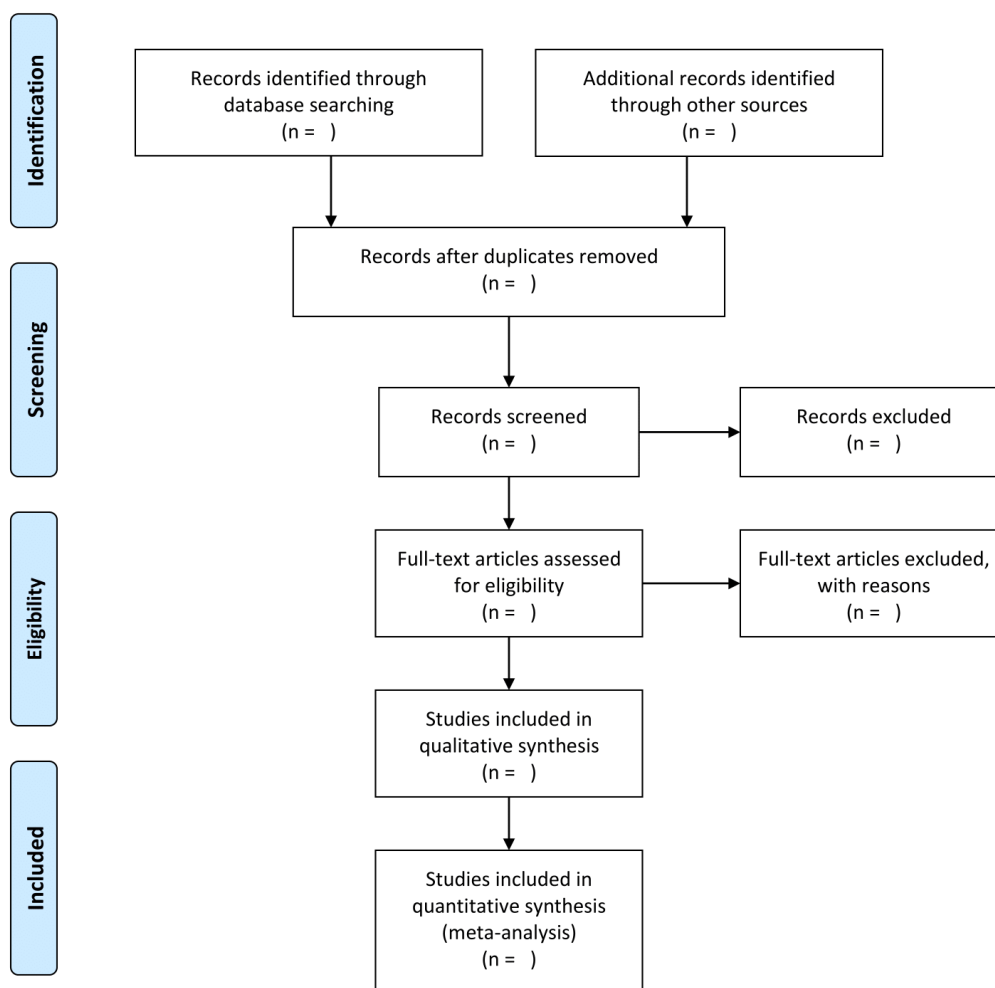 Identification
Records identified through
database searching
(n =   )
Additional records identified
through other sources
(n =   )
Records after duplicates removed
(n =   )
Screening
Records screened
(n =   )
Records excluded
(n =   )
Eligibility
Full-text articles assessed
for eligibility
(n =   )
Full-text articles excluded,
with reasons
(n =   )
Studies included in
qualitative synthesis
(n =   )
Included
Studies included in
quantitative synthesis
(meta-analysis)
(n =   )